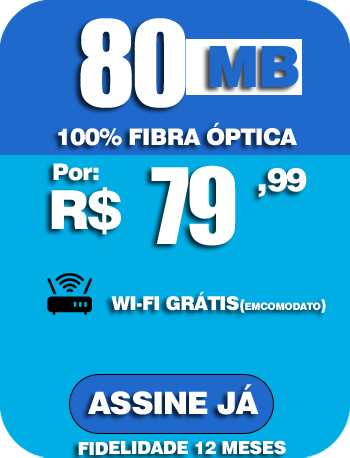 80 MB
100% FIBRA ÓPTICA
Por:
R$ 79 ,99
WI-FI GRÁTIS(EMCOMODATO)
ASSINE JÁ
FIDELIDADE 12 MESES